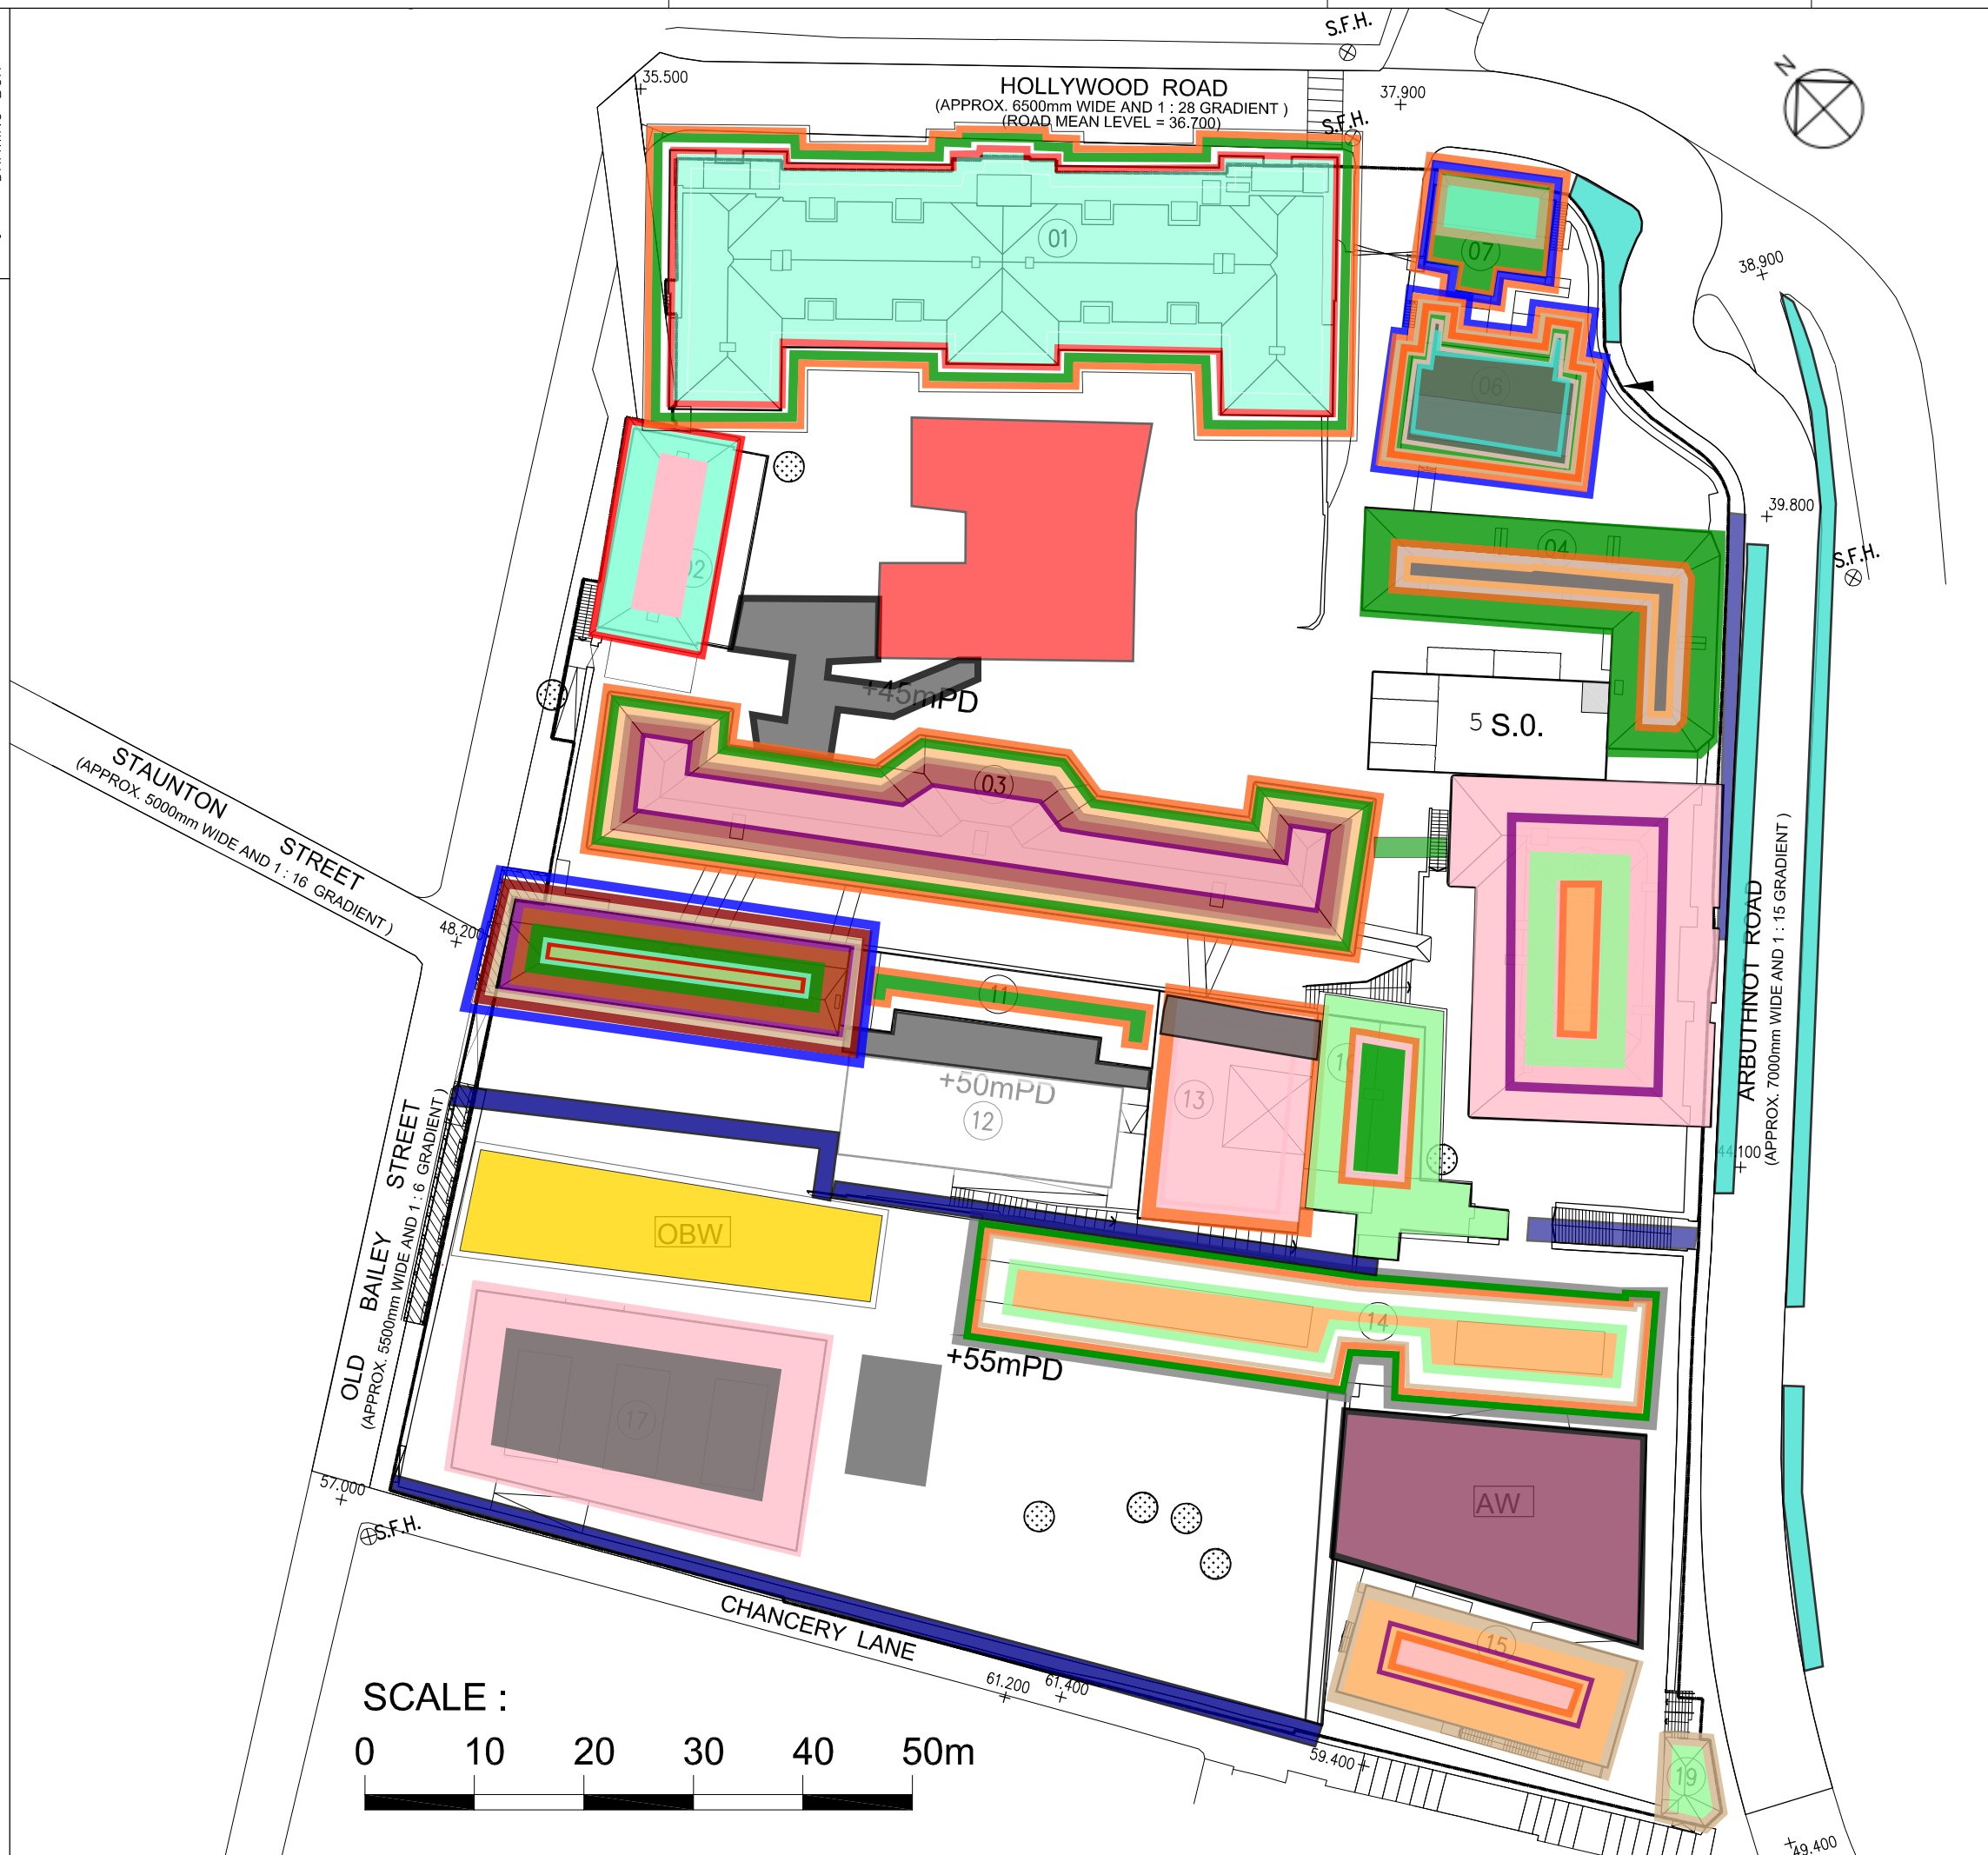 S.F.H.
N
35.500
HOLLYWOOD ROAD
(APPROX. 6500mm WIDE AND 1 : 28 GRADIENT )
(ROAD MEAN LEVEL = 36.700)
37.900
S.F.H.
01
07
38.900
06
39.800
02
04
S.F.H.
+45mPD
5 S.O.
03
STAUNTON STREET
(APPROX. 5000mm WIDE AND 1 : 16 GRADIENT )
48.200
11
ARBUTHNOT ROAD
(APPROX. 7000mm WIDE AND 1 : 15 GRADIENT )
+50mPD
12
13
44.100
OLD BAILEY STREET
(APPROX. 5500mm WIDE AND 1 : 6 GRADIENT )
OBW
14
+55mPD
17
57.000
S.F.H.
AW
CHANCERY LANE
15
61.200
61.400
59.400
19
49.400
SCALE :
0 10 20 30 40 50m